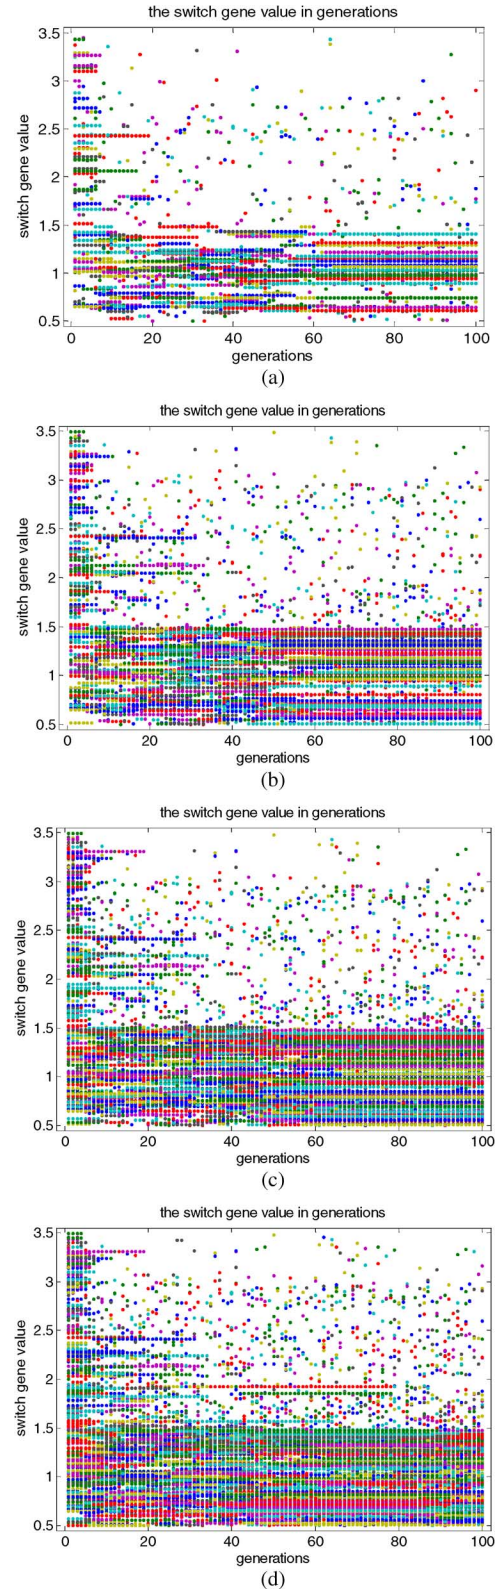 the switch gene value in generations
3.5
3
2.5
2
1.5
1
0.5
switch gene value
0 20 40 60 80 100
generations
(a)
the switch gene value in generations
3.5
3
2.5
2
1.5
1
0.5
switch gene value
0 20 40 60 80 100
generations
(b)
the switch gene value in generations
3.5
3
2.5
2
1.5
1
0.5
switch gene value
0 20 40 60 80 100
generations
(c)
the switch gene value in generations
3.5
3
2.5
2
1.5
1
0.5
switch gene value
0 20 40 60 80 100
generations
(d)